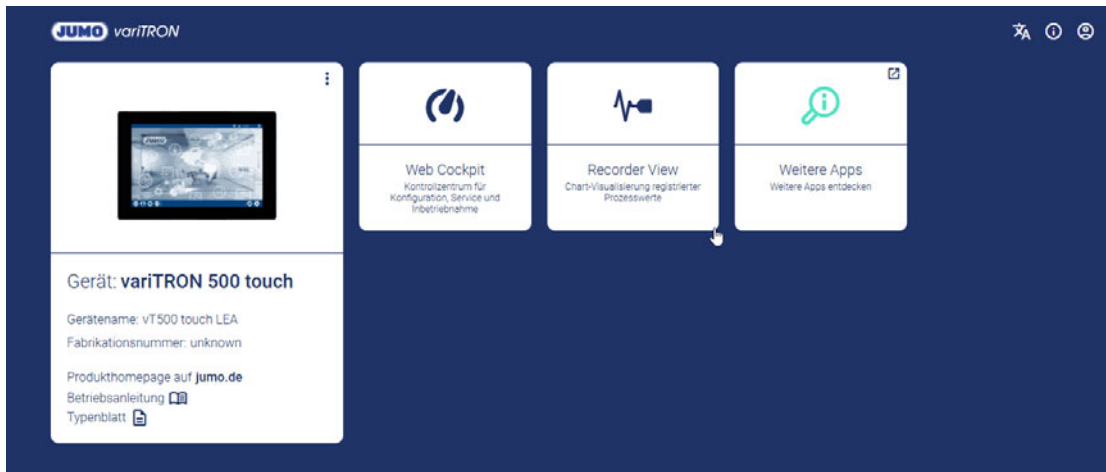 JUMO variTRON
Web Cockpit
Kontrollzentrum für
Konfiguration, Service und
Inbetriebnahme
Recorder View
Chart-Visualisierung registrierter
Prozesswerte
Weitere Apps
Weitere Apps entdecken
JUMO
Gerät: variTRON 500 touch
Gerätename: vT500 touch LEA
Fabrikationsnummer: unknown
Produkthomepage auf jumo.de
Betriebsanleitung
Typenblatt